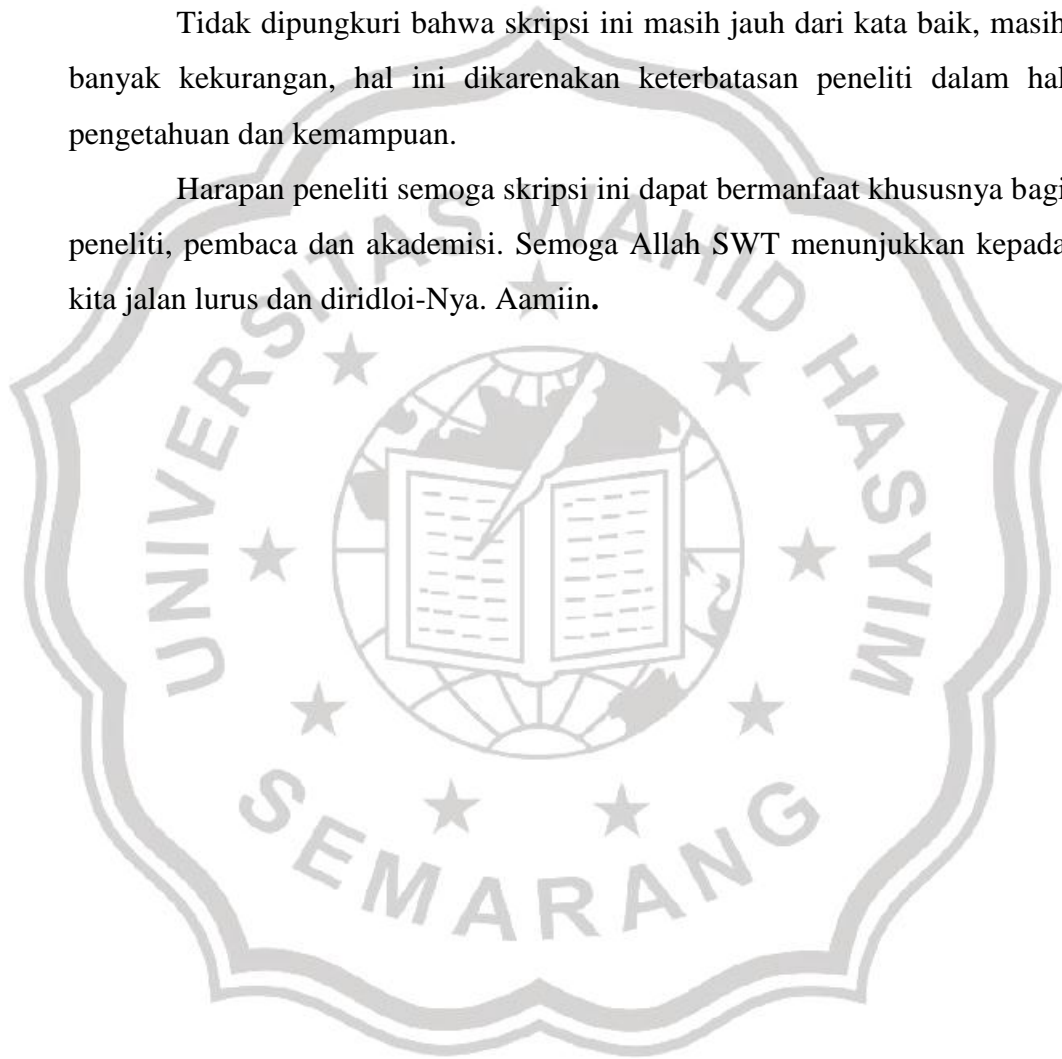 Tidak dipungkuri bahwa skripsi ini masih jauh dari kata baik, masih
banyak kekurangan, hal ini dikarenakan keterbatasan peneliti dalam hal
pengetahuan dan kemampuan.
Harapan peneliti semoga skripsi ini dapat bermanfaat khususnya bagi
peneliti, pembaca dan akademisi. Semoga Allah SWT menunjukkan kepada
kita jalan lurus dan diridloi-Nya. Aamiin.
UNIVERSITAS WAHID HASYIM
SEMARANG